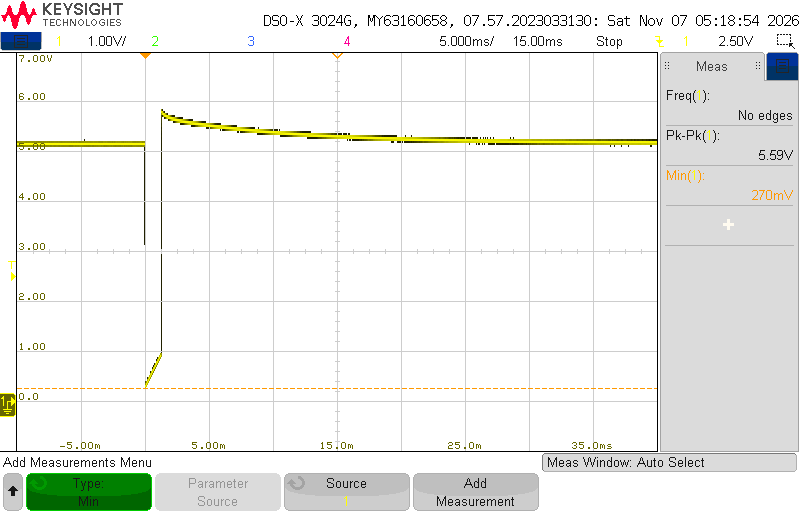 KEYSIGHT
TECHNOLOGIES
DSO-X 3024G, MY63160658, 07.57.2023033130: Sat Nov 07 05:18:54 2026
1 1.00V/ 2 3 4 5.000ms/ 15.00ms Stop 1 2.50V
7.00V
6.00
5.00
4.00
3.00
2.00
1.00
0.0
-5.00m 5.00m 15.0m 25.0m 35.0ms
T
1
Meas
Freq( ):
No edges
Pk-Pk( ):
5.59V
Min(1):
270mV
Add Measurements Menu
Meas Window: Auto Select
Type:
Min
Parameter
Source
Source
1
Add
Measurement